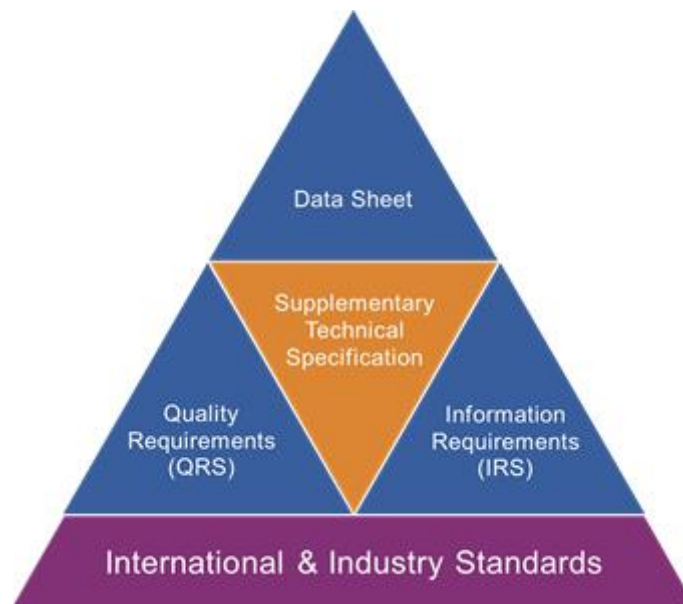 Data Sheet
Supplementary
Technical
Specification
Quality
Requirements
(QRS)
Information
Requirements
(IRS)
International & Industry Standards